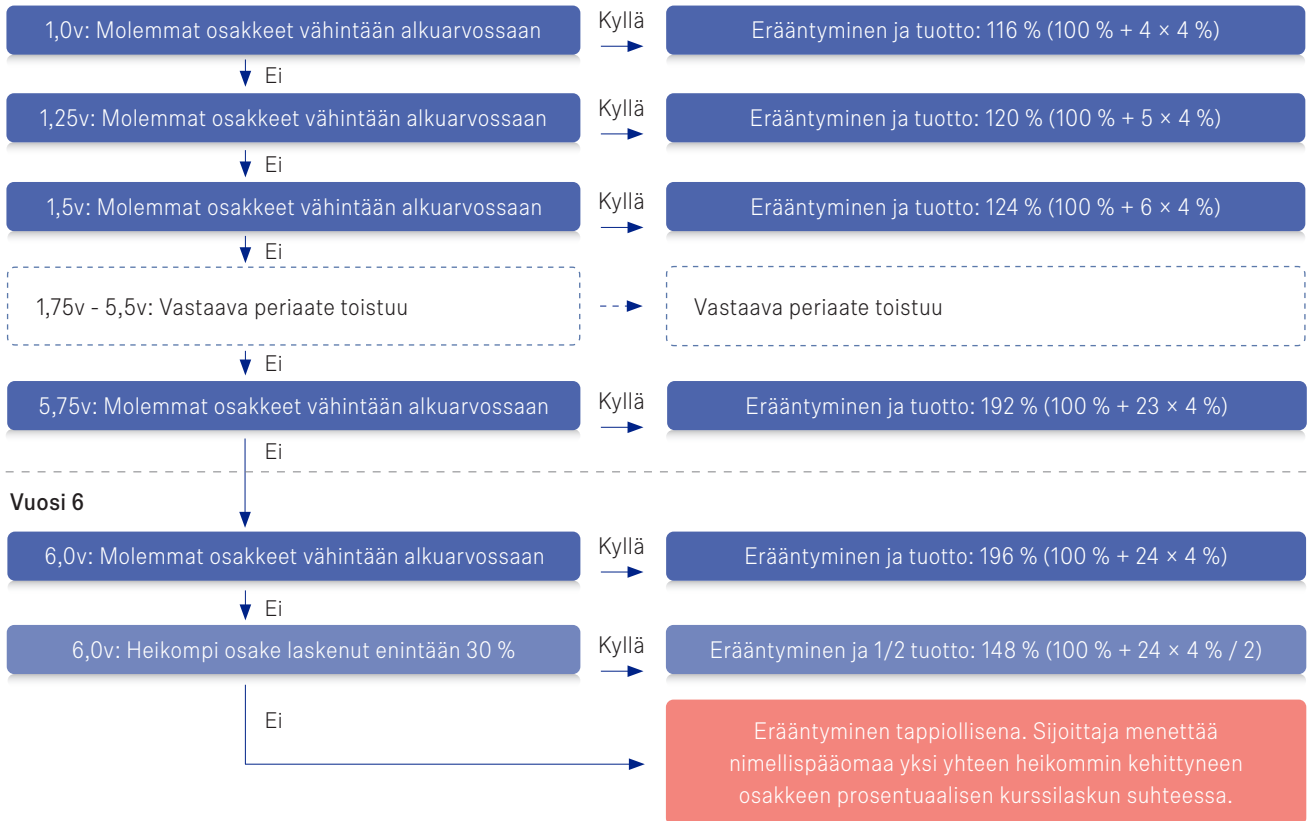 1,0v: Molemmat osakkeet vähintään alkuarvossaan
Kyllä
Erääntyminen ja tuotto: 116 % (100 % + 4 × 4 %)
Ei
1,25v: Molemmat osakkeet vähintään alkuarvossaan
Kyllä
Erääntyminen ja tuotto: 120 % (100 % + 5 × 4 %)
Ei
1,5v: Molemmat osakkeet vähintään alkuarvossaan
Kyllä
Erääntyminen ja tuotto: 124 % (100 % + 6 × 4 %)
Ei
1,75v - 5,5v: Vastaava periaate toistuu
Vastaava periaate toistuu
Ei
5,75v: Molemmat osakkeet vähintään alkuarvossaan
Kyllä
Erääntyminen ja tuotto: 192 % (100 % + 23 × 4 %)
Ei
Vuosi 6
6,0v: Molemmat osakkeet vähintään alkuarvossaan
Kyllä
Erääntyminen ja tuotto: 196 % (100 % + 24 × 4 %)
Ei
6,0v: Heikompi osake laskenut enintään 30 %
Kyllä
Erääntyminen ja 1/2 tuotto: 148 % (100 % + 24 × 4 % / 2)
Ei
Erääntyminen tappiollisena. Sijoittaja menettää
nimellispääomaa yksi yhteen heikommin kehittyneen
osakkeen prosentuaalisen kurssilaskun suhteessa.